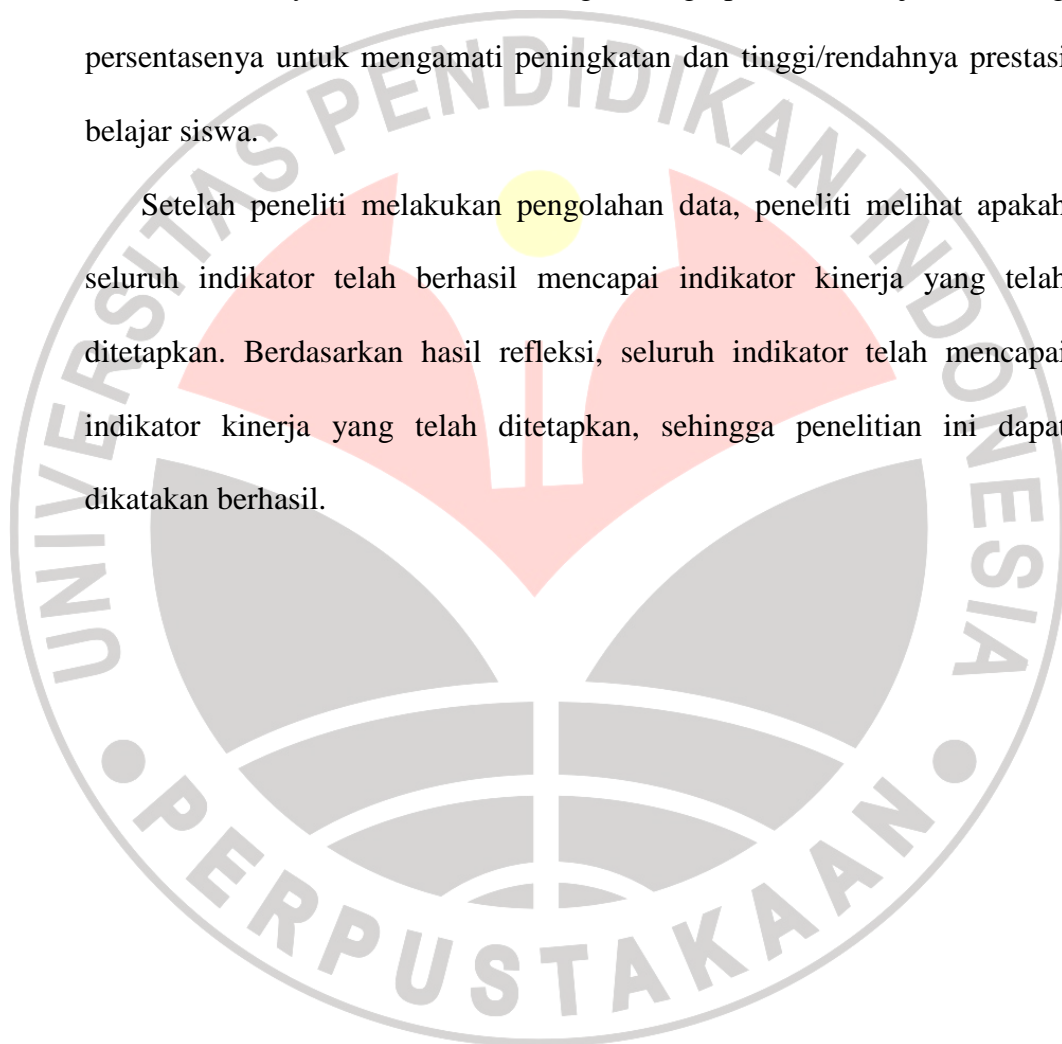 persentasenya untuk mengamati peningkatan dan tinggi/rendahnya prestasi
belajar siswa.
Setelah peneliti melakukan pengolahan data, peneliti melihat apakah
seluruh indikator telah berhasil mencapai indikator kinerja yang telah
ditetapkan. Berdasarkan hasil refleksi, seluruh indikator telah mencapai
indikator kinerja yang telah ditetapkan, sehingga penelitian ini dapat
dikatakan berhasil.
UNIVERSITAS PENDIDIKAN INDONESIA
PERPUSTAKAAN